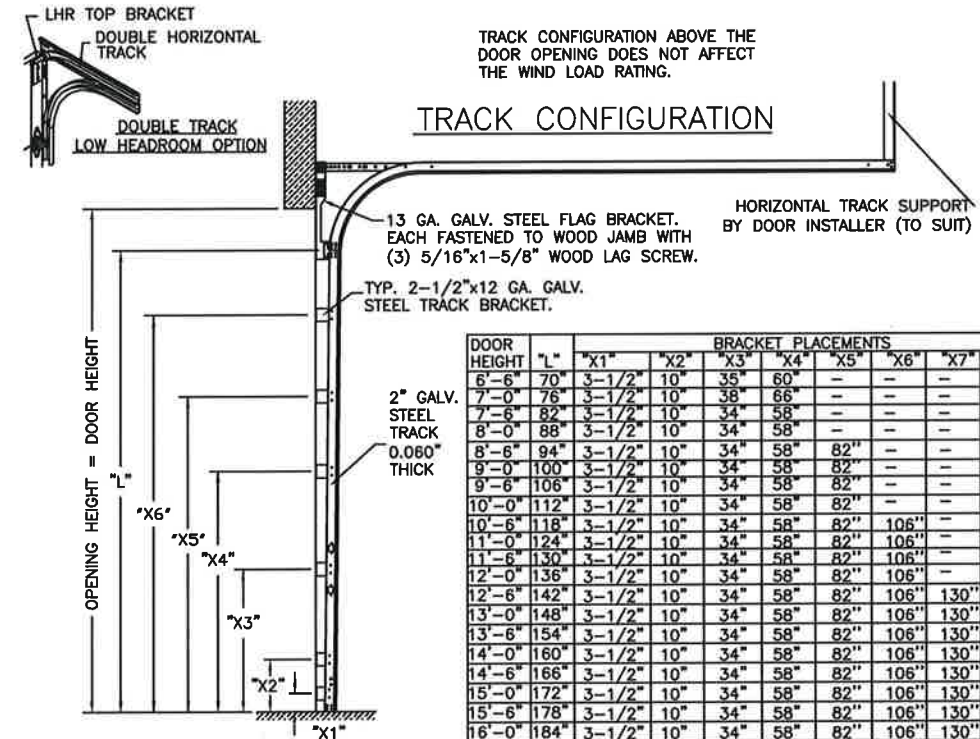 LHR TOP BRACKET
DOUBLE HORIZONTAL
TRACK
DOUBLE TRACK
LOW HEADROOM OPTION
TRACK CONFIGURATION ABOVE THE
DOOR OPENING DOES NOT AFFECT
THE WIND LOAD RATING.
TRACK CONFIGURATION
HORIZONTAL TRACK SUPPORT
BY DOOR INSTALLER (TO SUIT)
13 GA. GALV. STEEL FLAG BRACKET.
EACH FASTENED TO WOOD JAMB WITH
(3) 5/16"x1-5/8" WOOD LAG SCREW.
TYP. 2-1/2"x12 GA. GALV.
STEEL TRACK BRACKET.
2" GALV.
STEEL
TRACK
0.060"
THICK
OPENING HEIGHT = DOOR HEIGHT
"L"
"X6"
"X5"
"X4"
"X3"
"X2"
"X1"
DOOR HEIGHT "L" BRACKET PLACEMENTS
"X1" "X2" "X3" "X4" "X5" "X6" "X7"
6'-6" 70" 3-1/2" 10" 35" 60" - - -
7'-0" 76" 3-1/2" 10" 38" 66" - - -
7'-6" 82" 3-1/2" 10" 34" 58" - - -
8'-0" 88" 3-1/2" 10" 34" 58" - - -
8'-6" 94" 3-1/2" 10" 34" 58" 82" - -
9'-0" 100" 3-1/2" 10" 34" 58" 82" - -
9'-6" 106" 3-1/2" 10" 34" 58" 82" - -
10'-0" 112" 3-1/2" 10" 34" 58" 82" - -
10'-6" 118" 3-1/2" 10" 34" 58" 82" 106" -
11'-0" 124" 3-1/2" 10" 34" 58" 82" 106" -
11'-6" 130" 3-1/2" 10" 34" 58" 82" 106" -
12'-0" 136" 3-1/2" 10" 34" 58" 82" 106" -
12'-6" 142" 3-1/2" 10" 34" 58" 82" 106" 130"
13'-0" 148" 3-1/2" 10" 34" 58" 82" 106" 130"
13'-6" 154" 3-1/2" 10" 34" 58" 82" 106" 130"
14'-0" 160" 3-1/2" 10" 34" 58" 82" 106" 130"
14'-6" 166" 3-1/2" 10" 34" 58" 82" 106" 130"
15'-0" 172" 3-1/2" 10" 34" 58" 82" 106" 130"
15'-6" 178" 3-1/2" 10" 34" 58" 82" 106" 130"
16'-0" 184" 3-1/2" 10" 34" 58" 82" 106" 130"